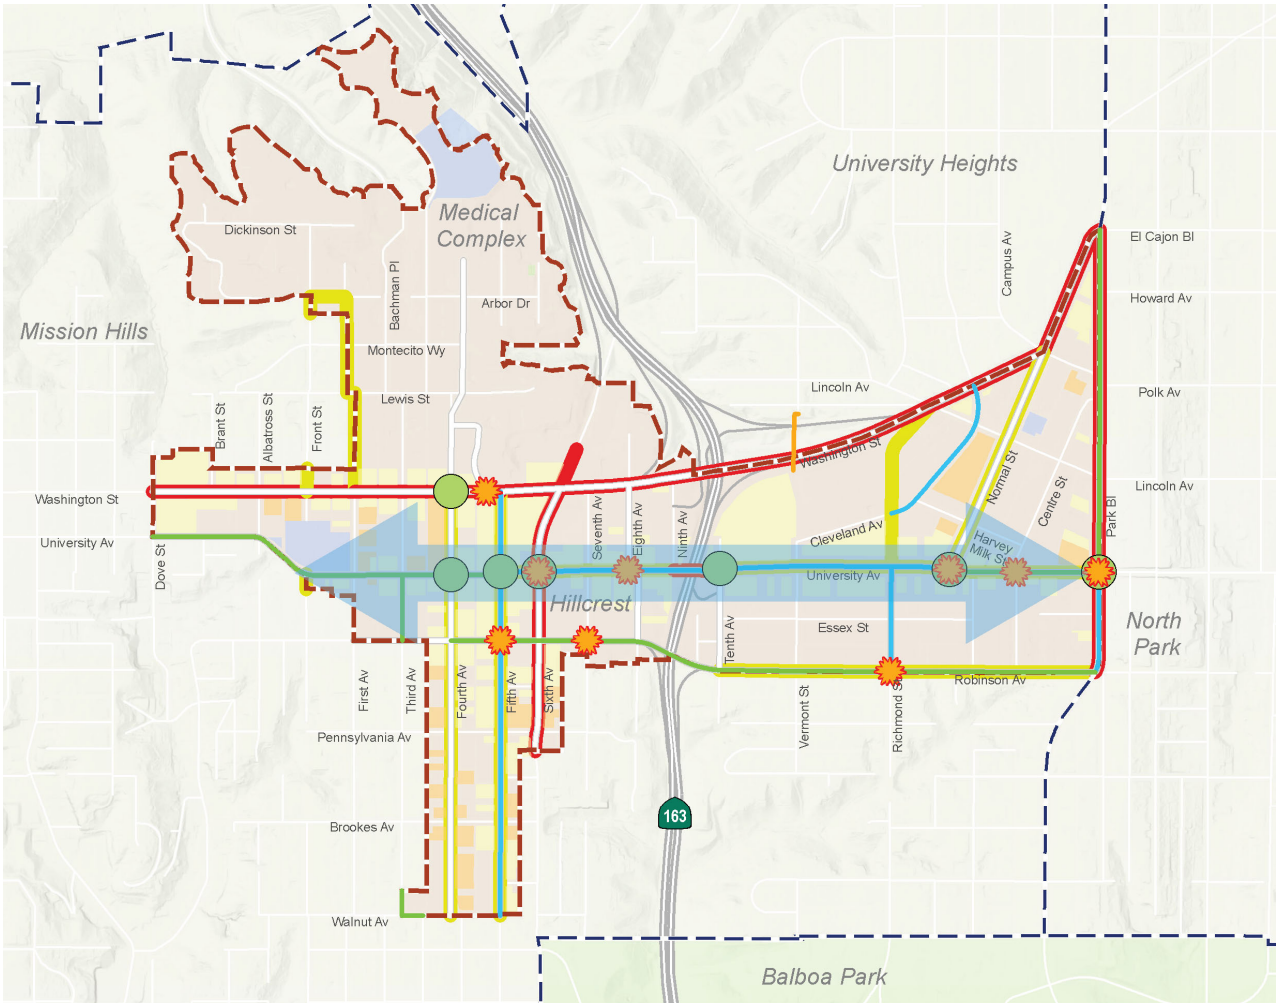 University Heights
Medical
Complex
Dickinson St
Campus Av
El Cajon Bl
Bachman Pl
Arbor Dr
Howard Av
Mission Hills
Montecito Wy
Lincoln Av
Polk Av
Lewis St
Brant St
Albatross St
Front St
Washington St
Normal St
Lincoln Av
Washington St
Centre St
Park Bl
Seventh Av
Eighth Av
Ninth Av
Cleveland Av
Harvey
Milk St
University Av
Dove St
University Av
Hillcrest
Essex St
North
Park
Tenth Av
First Av
Third Av
Fourth Av
Fifth Av
Sixth Av
Robinson Av
Vermont St
Richmond St
Pennsylvania Av
163
Brookes Av
Walnut Av
Balboa Park